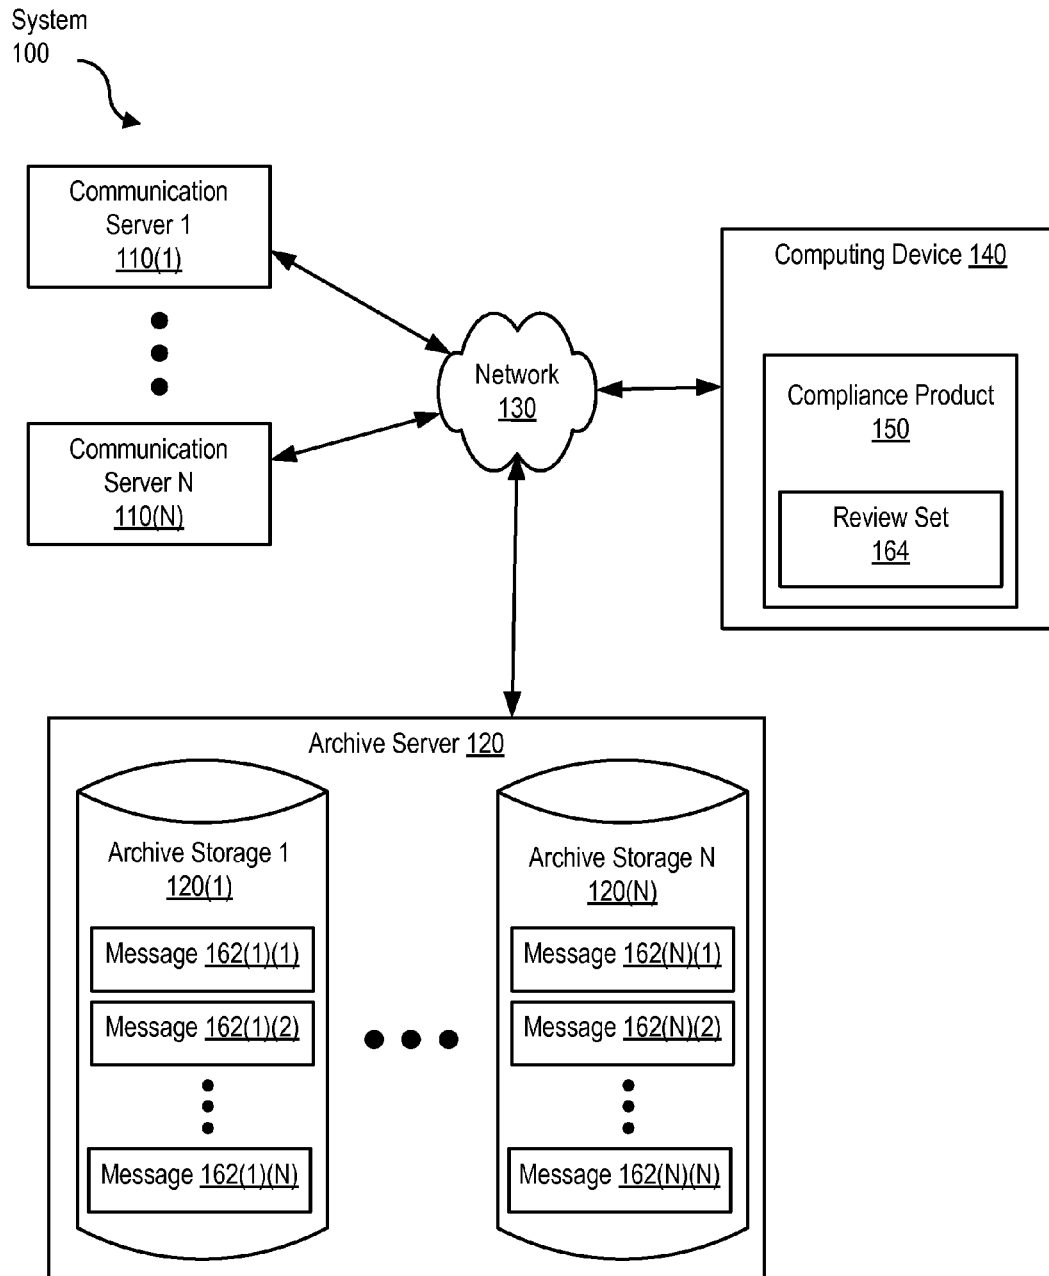 System
100
Communication
Server 1
110(1)
Communication
Server N
110(N)
Network
130
Computing Device 140
Compliance Product
150
Review Set
164
Archive Server 120
Archive Storage 1
120(1)
Message 162(1)(1)
Message 162(1)(2)
Message 162(1)(N)
Archive Storage N
120(N)
Message 162(N)(1)
Message 162(N)(2)
Message 162(N)(N)